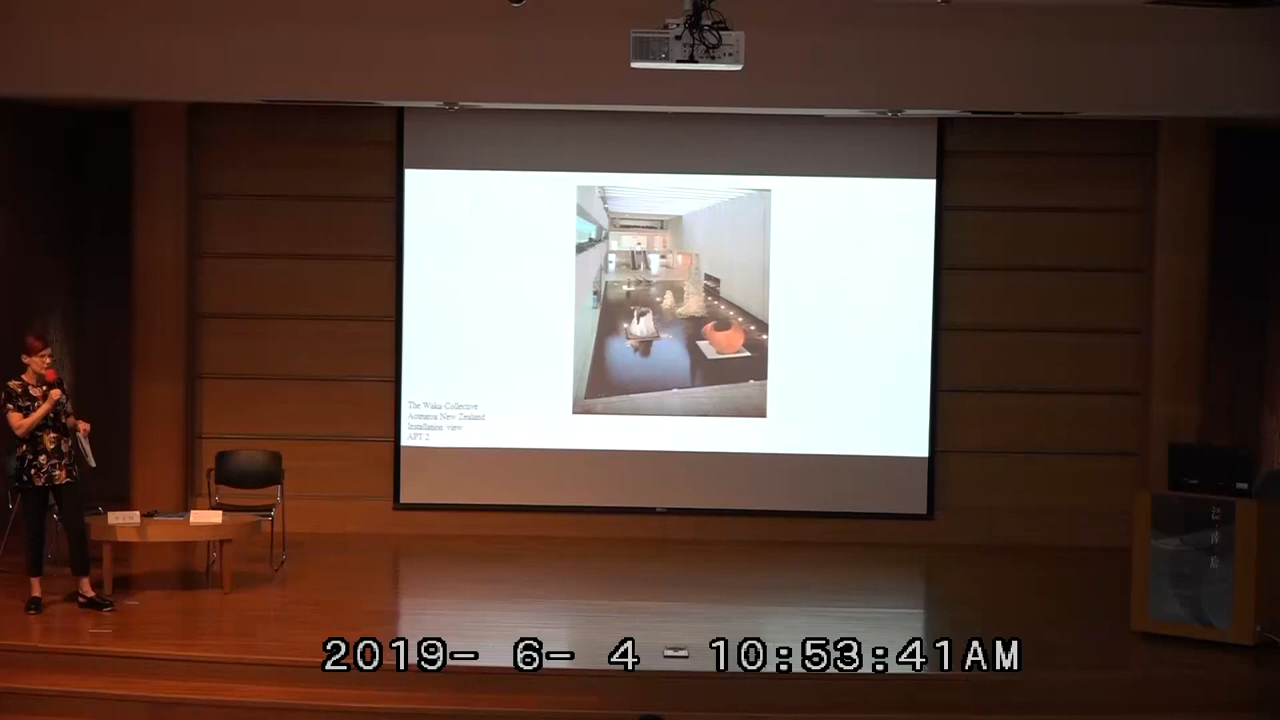 The Waka Collective
Aotearoa New Zealand
Installation view
APT 2
2019- 6- 4 - 10:53:41AM